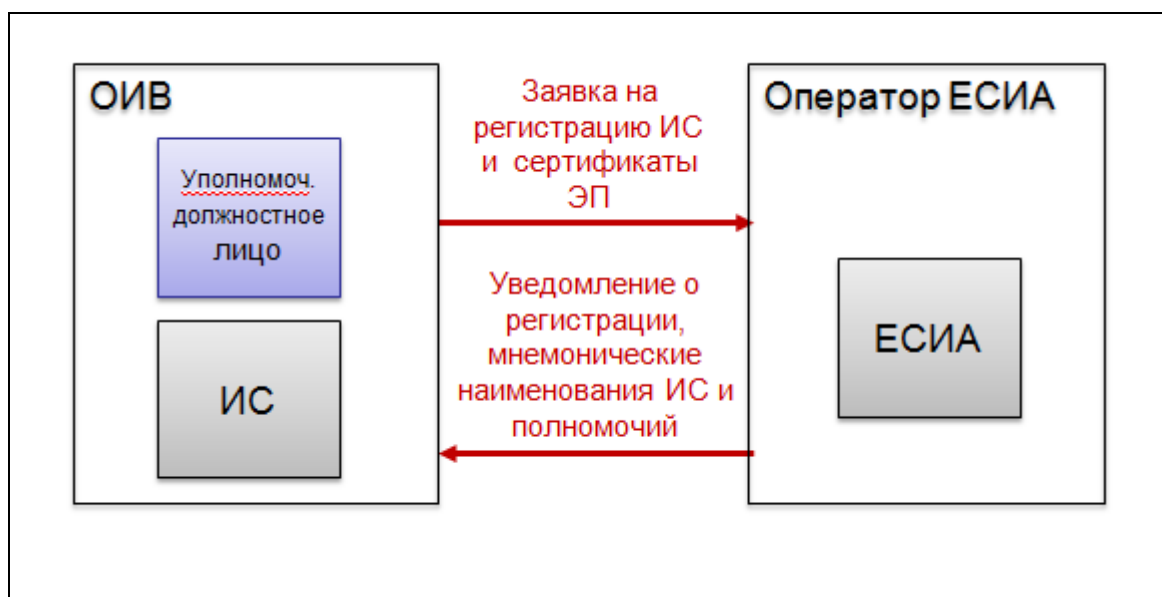 ОИВ
Уполномоч.
должностное
лицо
ИС
Заявка на
регистрацию ИС
и сертификаты
ЭП
Уведомление о
регистрации,
мнемонические
наименования ИС и
полномочий
Оператор ЕСИА
ЕСИА